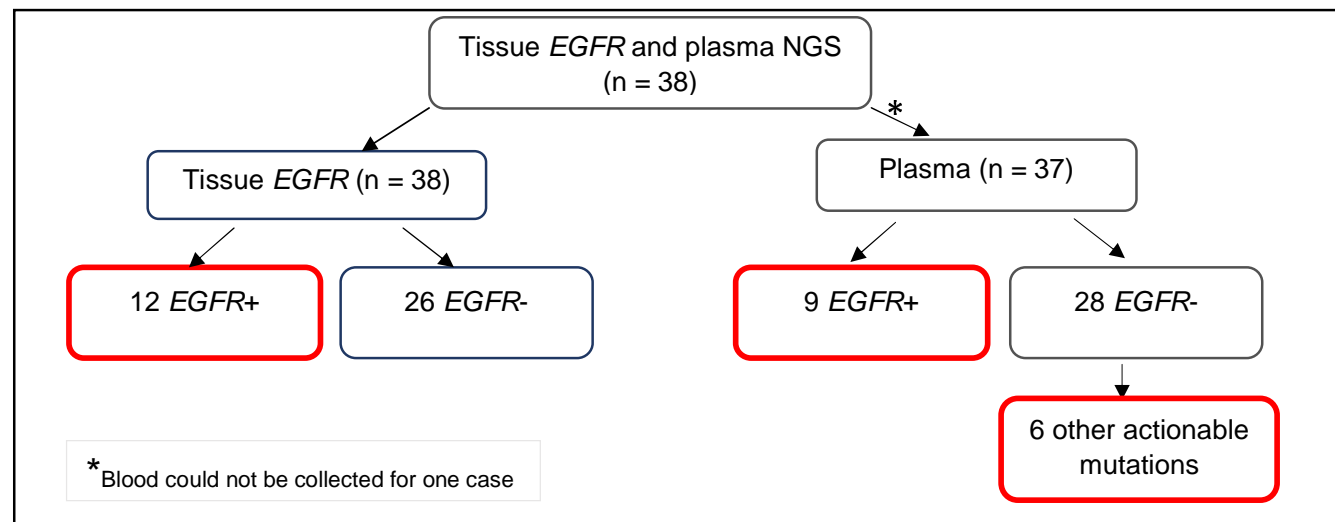 Tissue EGFR and plasma NGS
(n = 38)
*
Tissue EGFR (n = 38)
Plasma (n = 37)
12 EGFR+
26 EGFR-
9 EGFR+
28 EGFR-
6 other actionable
mutations
*Blood could not be collected for one case